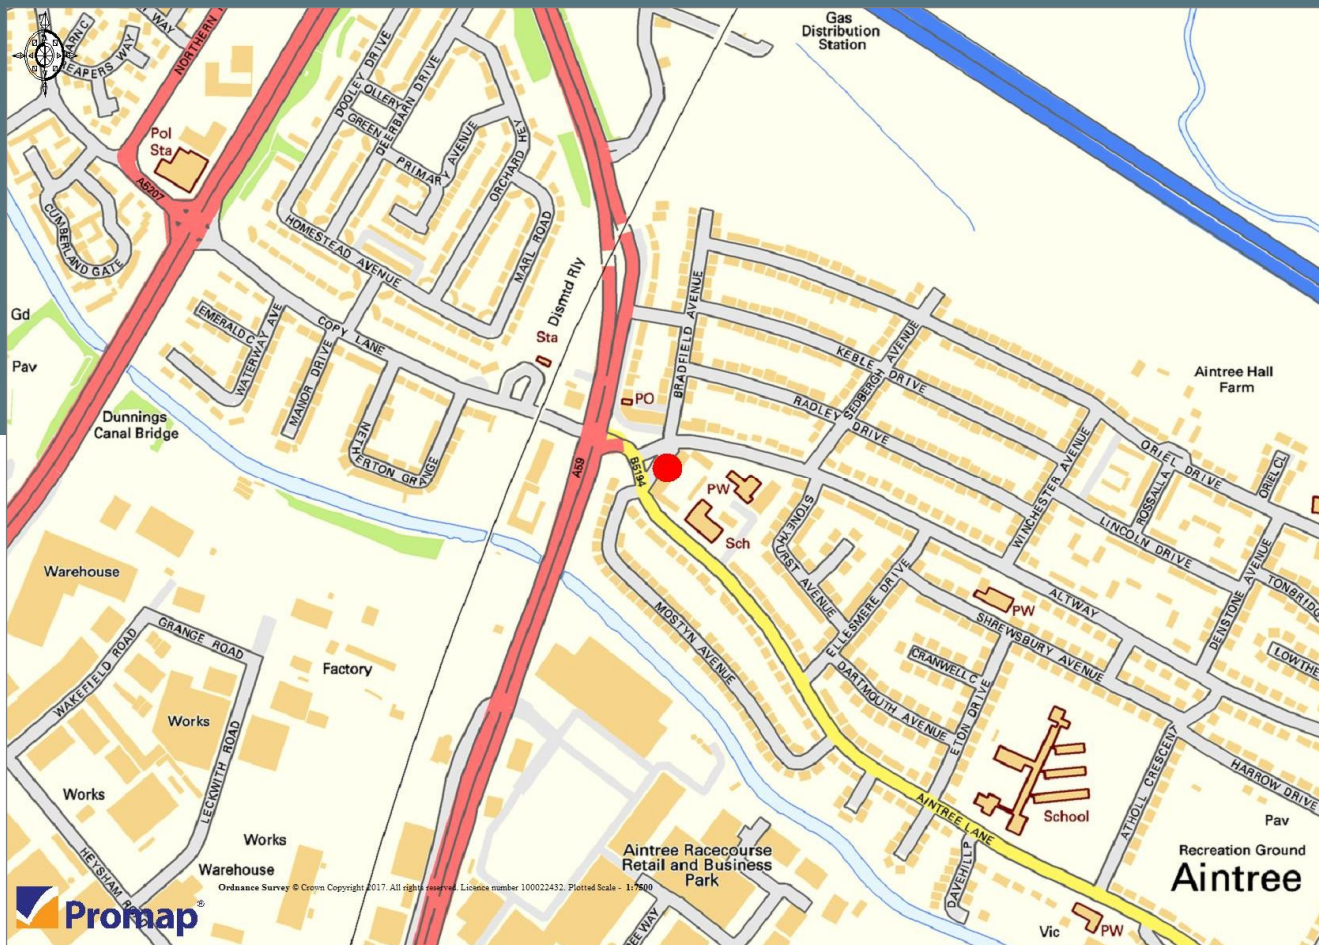 Gas
Distribution
Station
REAPERS WAY
WAY
NORTHERN
DOOLEY DRIVE
DEERBARN DRIVE
GREEN
PRIMARY AVENUE
ORCHARD HEY
Pol
Sta
A5207
CUMBERLAND GATE
HOMESTEAD AVENUE
MARL ROAD
Dismtd Rly
Sta
BRADFIELD AVENUE
Gd
Pav
EMERALD C
WATERWAY AVE
COPY LANE
MANOR DRIVE
NETHERTON GRANGE
Dunnings
Canal Bridge
PO
KEBLE DRIVE
SEDBERGH AVENUE
RADLEY DRIVE
Aintree Hall
Farm
ORIEL DRIVE
ORIEL CL
ROSSALL
WINCHESTER AVENUE
LINCOLN DRIVE
A59
B5194
PW
Sch
STONEYHURST AVENUE
ELLESMERE DRIVE
ALTWAY
PW
SHREWSBURY AVENUE
DENSTONE AVENUE
TONBRIDG
LOWTHE
MOSTYN AVENUE
CRANWELL C
DARTMOUTH AVENUE
ETON DRIVE
Warehouse
GRANGE ROAD
WAKEFIELD ROAD
Factory
Works
LECKWITH ROAD
Works
HEYSHAM
Works
Warehouse
ATHOLL CRESCENT
HARROW DRIVE
AINTREE LANE
School
Pav
Recreation Ground
Aintree
Aintree Racecourse
Retail and Business
Park
DAVEHILL P
Vic
PW
EEWAY
Ordnance Survey © Crown Copyright 2017. All rights reserved. Licence number 100022432. Plotted Scale - 1:7500
Promap®